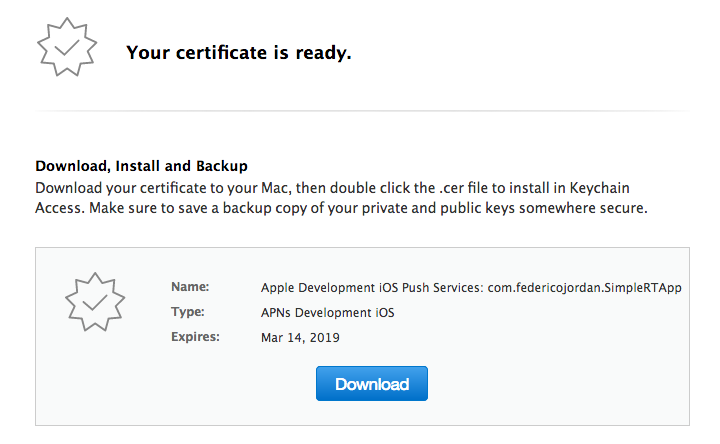 Your certificate is ready.
Download, Install and Backup
Download your certificate to your Mac, then double click the .cer file to install in Keychain
Access. Make sure to save a backup copy of your private and public keys somewhere secure.
Name: Apple Development iOS Push Services: com.federicojordan.SimpleRTApp
Type: APNs Development iOS
Expires: Mar 14, 2019
Download